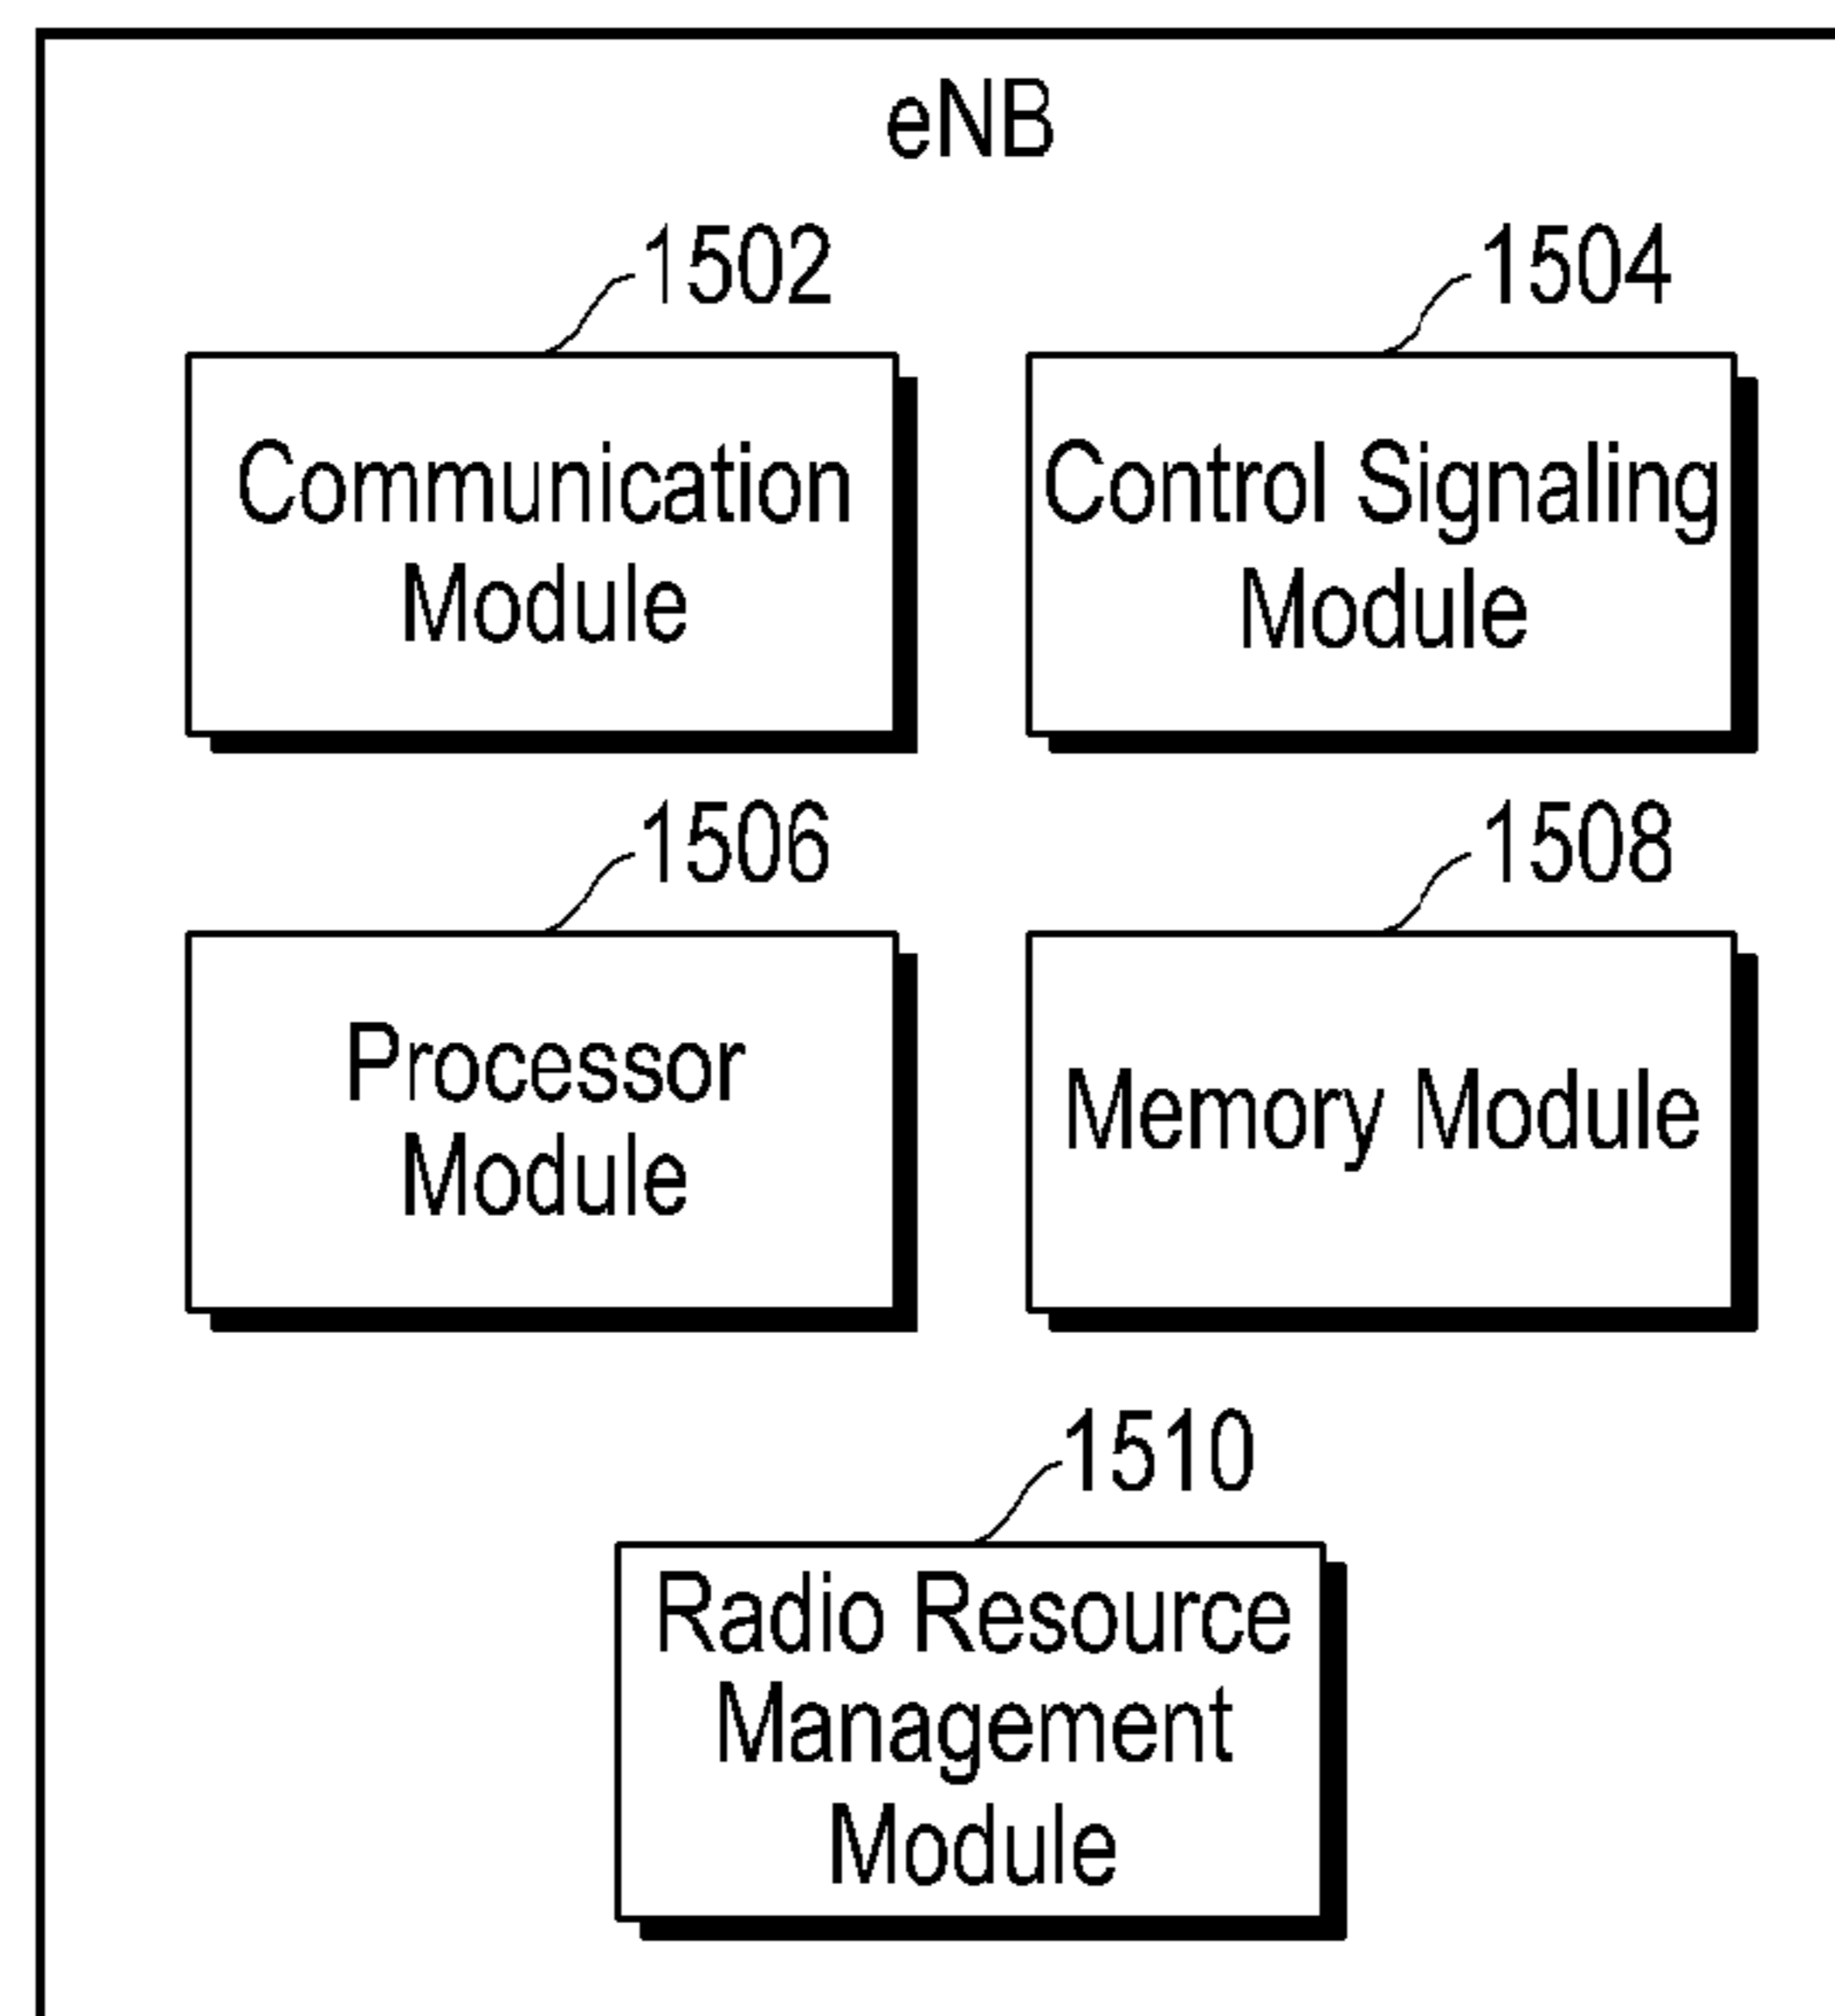 eNB
1502
1504
Communication
Module
Control Signaling
Module
1506
1508
Processor
Module
Memory Module
1510
Radio Resource
Management
Module